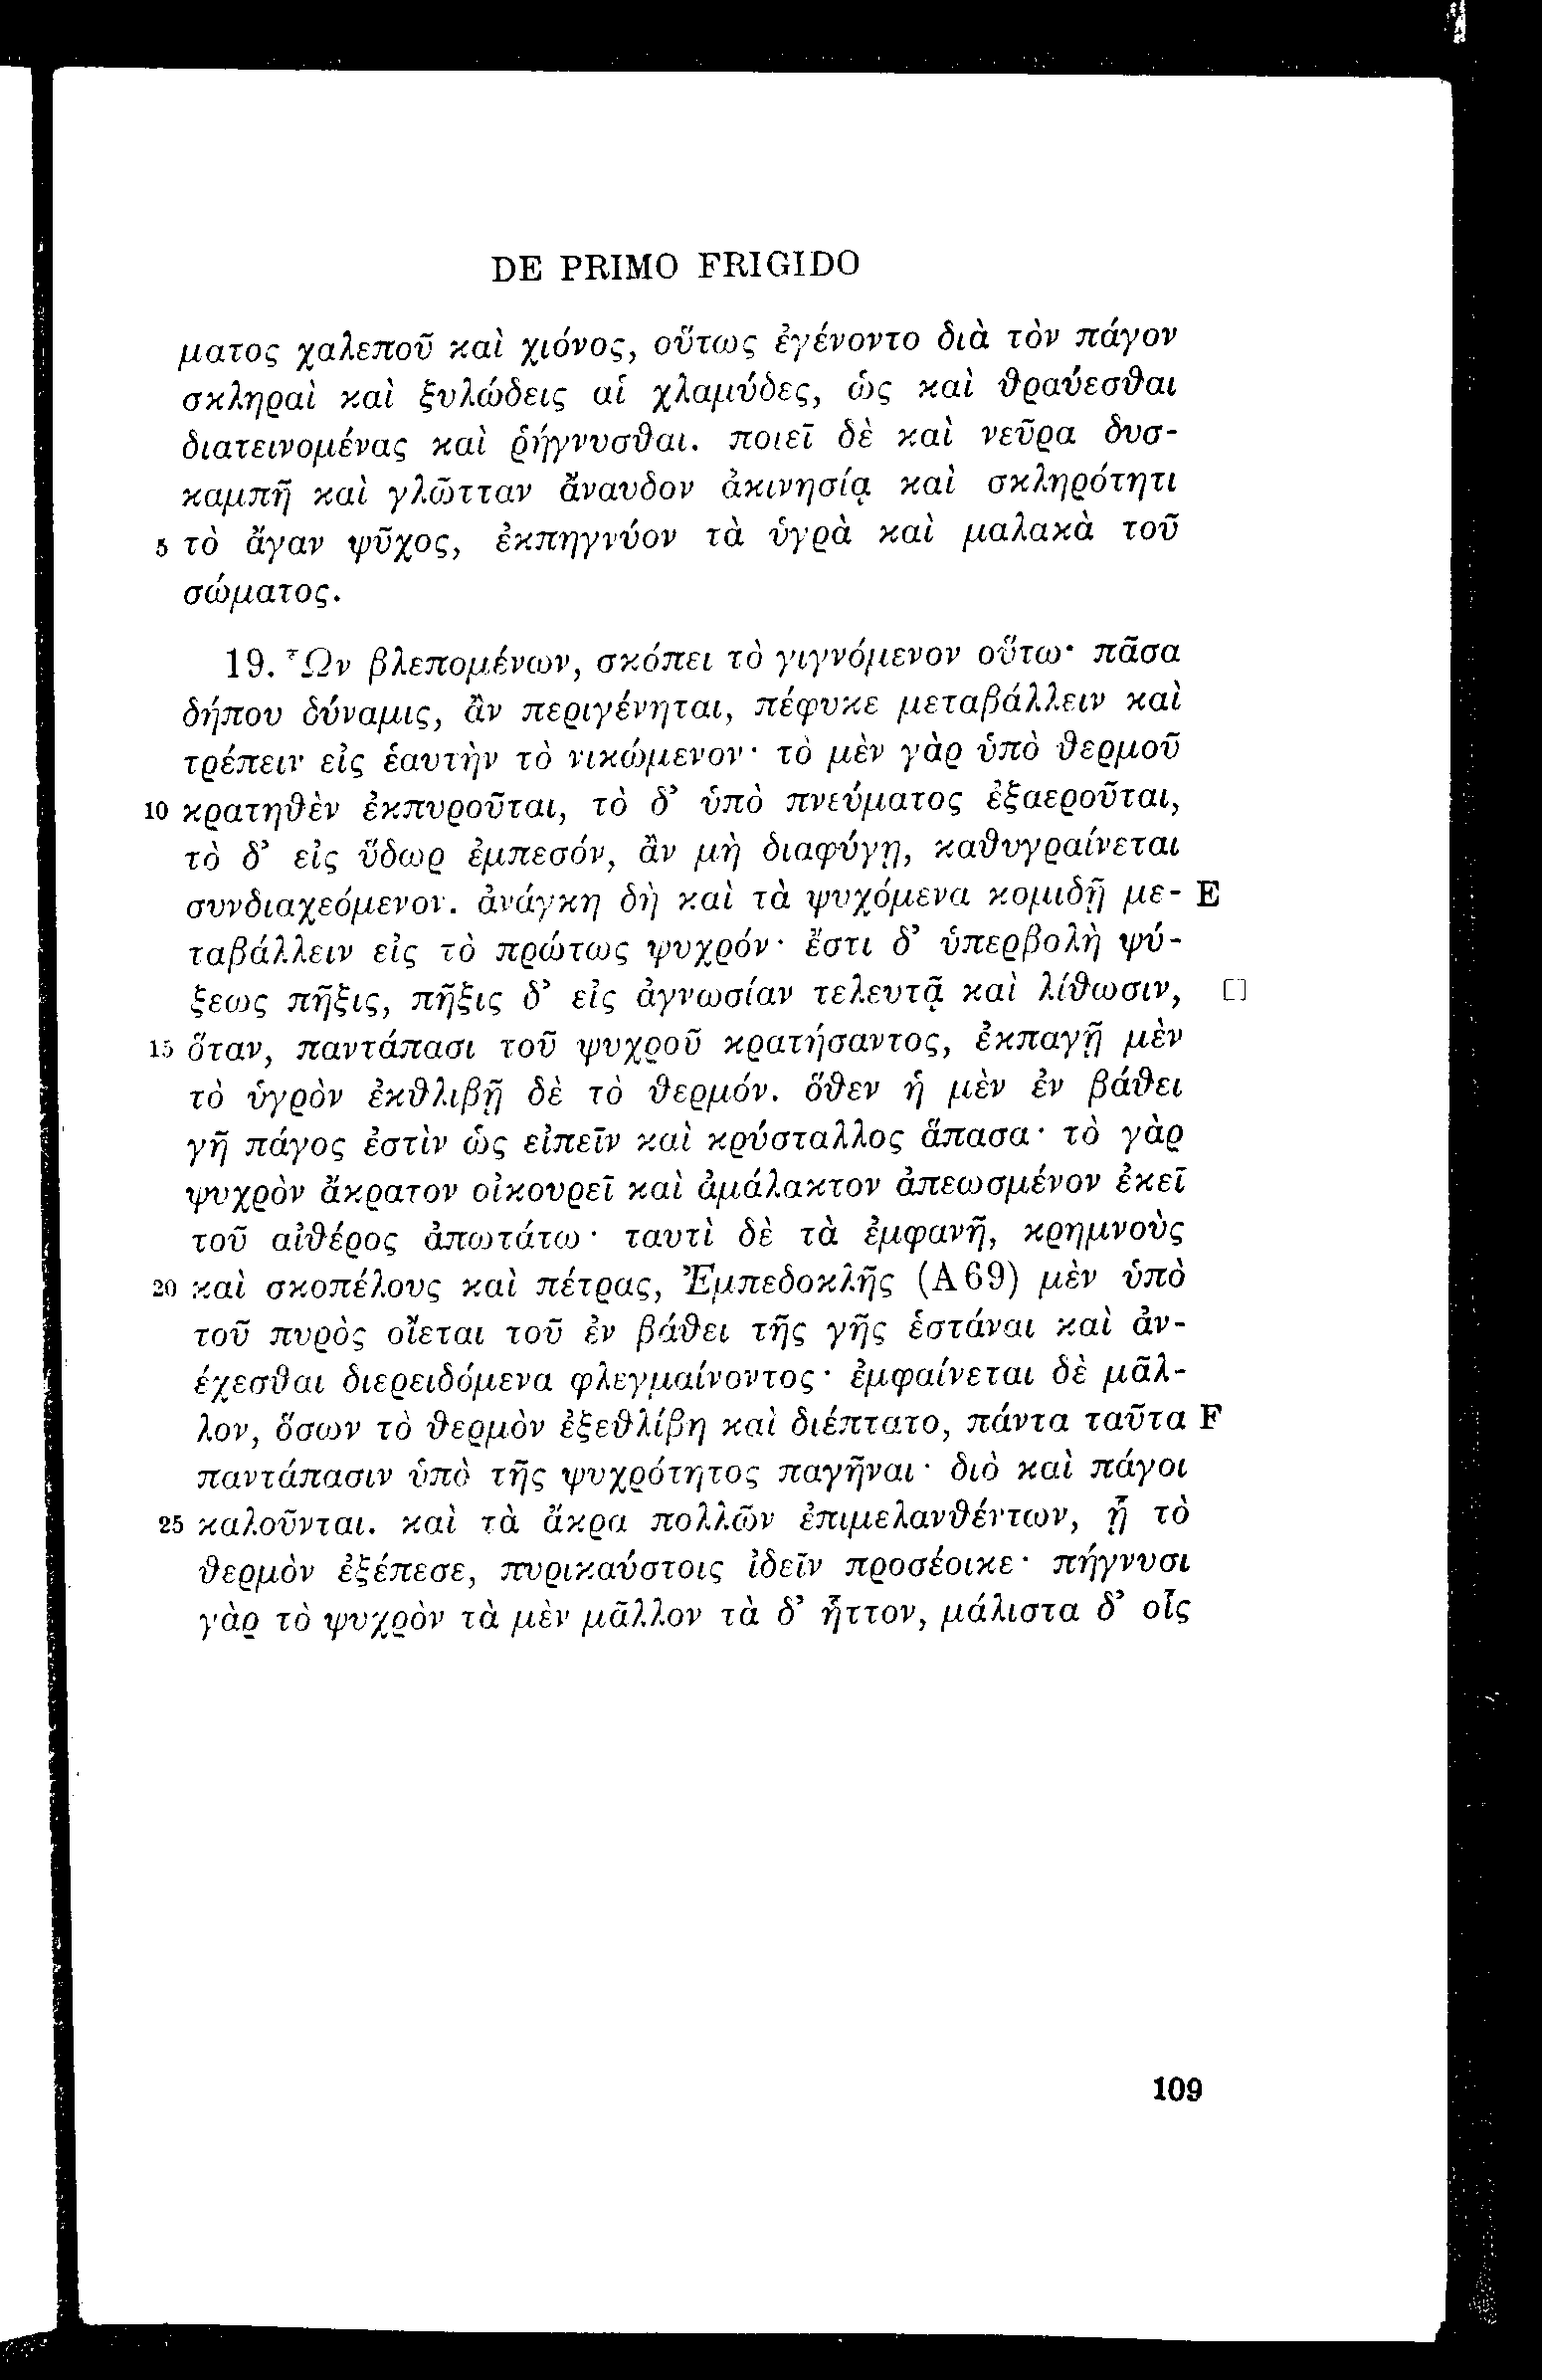 DE PRIMO FRIGIDO
ματος χαλεποῦ καὶ χιόνος, οὕτως ἐγένοντο διὰ τὸν πάγον
σκληραὶ καὶ ξυλώδεις αἱ χλαμύδες, ὡς καὶ θραύεσθαι
διατεινομένας καὶ ῥήγνυσθαι. ποιεῖ δὲ καὶ νεῦρα δυσ-
καμπῆ καὶ γλῶτταν ἄναυδον ἀκινησίᾳ καὶ σκληρότητι
5 τὸ ἄγαν ψῦχος, ἐκπηγνύον τὰ ὑγρὰ καὶ μαλακὰ τοῦ
σώματος.
19. Ὧν βλεπομένων, σκόπει τὸ γιγνόμενον οὕτω· πᾶσα
δήπου δύναμις, ἂν περιγένηται, πέφυκε μεταβάλλειν καὶ
τρέπειν εἰς ἑαυτὴν τὸ νικώμενον· τὸ μὲν γὰρ ὑπὸ θερμοῦ
10 κρατηθὲν ἐκπυροῦται, τὸ δ’ ὑπὸ πνεύματος ἐξαεροῦται,
τὸ δ’ εἰς ὕδωρ ἐμπεσόν, ἂν μὴ διαφύγῃ, καθυγραίνεται
συνδιαχεόμενον. ἀνάγκη δὴ καὶ τὰ ψυχόμενα κομιδῇ με- E
ταβάλλειν εἰς τὸ πρώτως ψυχρόν· ἔστι δ’ ὑπερβολὴ ψύ-
ξεως πῆξις, πῆξις δ’ εἰς ἀγνωσίαν τελευτᾷ καὶ λίθωσιν, □
15 ὅταν, παντάπασι τοῦ ψυχροῦ κρατήσαντος, ἐκπαγῇ μὲν
τὸ ὑγρὸν ἐκθλιβῇ δὲ τὸ θερμόν. ὅθεν ἡ μὲν ἐν βάθει
γῆ πάγος ἐστὶν ὡς εἰπεῖν καὶ κρύσταλλος ἅπασα· τὸ γὰρ
ψυχρὸν ἄκρατον οἰκουρεῖ καὶ ἀμάλακτον ἀπεωσμένον ἐκεῖ
τοῦ αἰθέρος ἀπωτάτω· ταυτὶ δὲ τὰ ἐμφανῆ, κρημνοὺς
20 καὶ σκοπέλους καὶ πέτρας, Ἐμπεδοκλῆς (A 69) μὲν ὑπὸ
τοῦ πυρὸς οἴεται τοῦ ἐν βάθει τῆς γῆς ἑστάναι καὶ ἀν-
έχεσθαι διερειδόμενα φλεγμαίνοντος· ἐμφαίνεται δὲ μᾶλ-
λον, ὅσων τὸ θερμὸν ἐξεθλίβη καὶ διέπτατο, πάντα ταῦτα F
παντάπασιν ὑπὸ τῆς ψυχρότητος παγῆναι· διὸ καὶ πάγοι
25 καλοῦνται. καὶ τὰ ἄκρα πολλῶν ἐπιμελανθέντων, ᾗ τὸ
θερμὸν ἐξέπεσε, πυρικαύστοις ἰδεῖν προσέοικε· πήγνυσι
γὰρ τὸ ψυχρὸν τὰ μὲν μᾶλλον τὰ δ’ ἧττον, μάλιστα δ’ οἷς
109